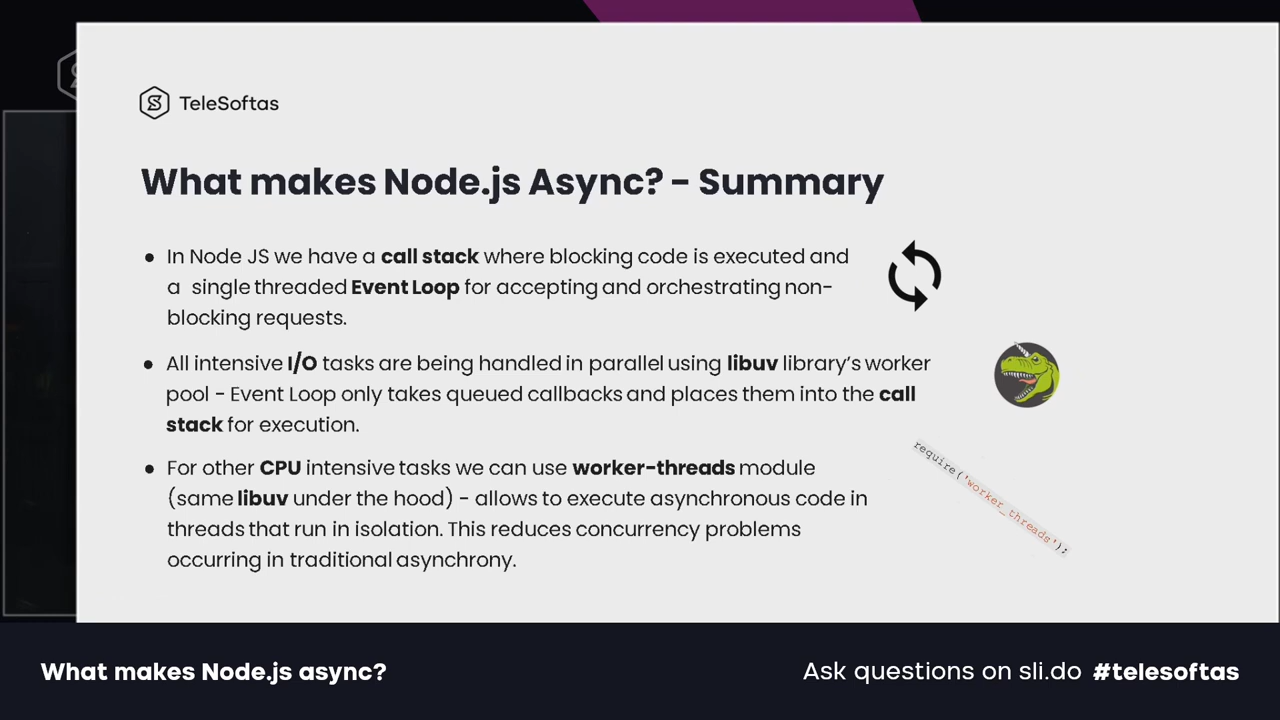 TeleSoftas
What makes Node.js Async? - Summary
• In Node JS we have a call stack where blocking code is executed and
a single threaded Event Loop for accepting and orchestrating non-
blocking requests.
• All intensive I/O tasks are being handled in parallel using libuv library’s worker
pool - Event Loop only takes queued callbacks and places them into the call
stack for execution.
• For other CPU intensive tasks we can use worker-threads module
(same libuv under the hood) - allows to execute asynchronous code in
threads that run in isolation. This reduces concurrency problems
occurring in traditional asynchrony.
require('worker_threads');
What makes Node.js async?
Ask questions on sli.do #telesoftas